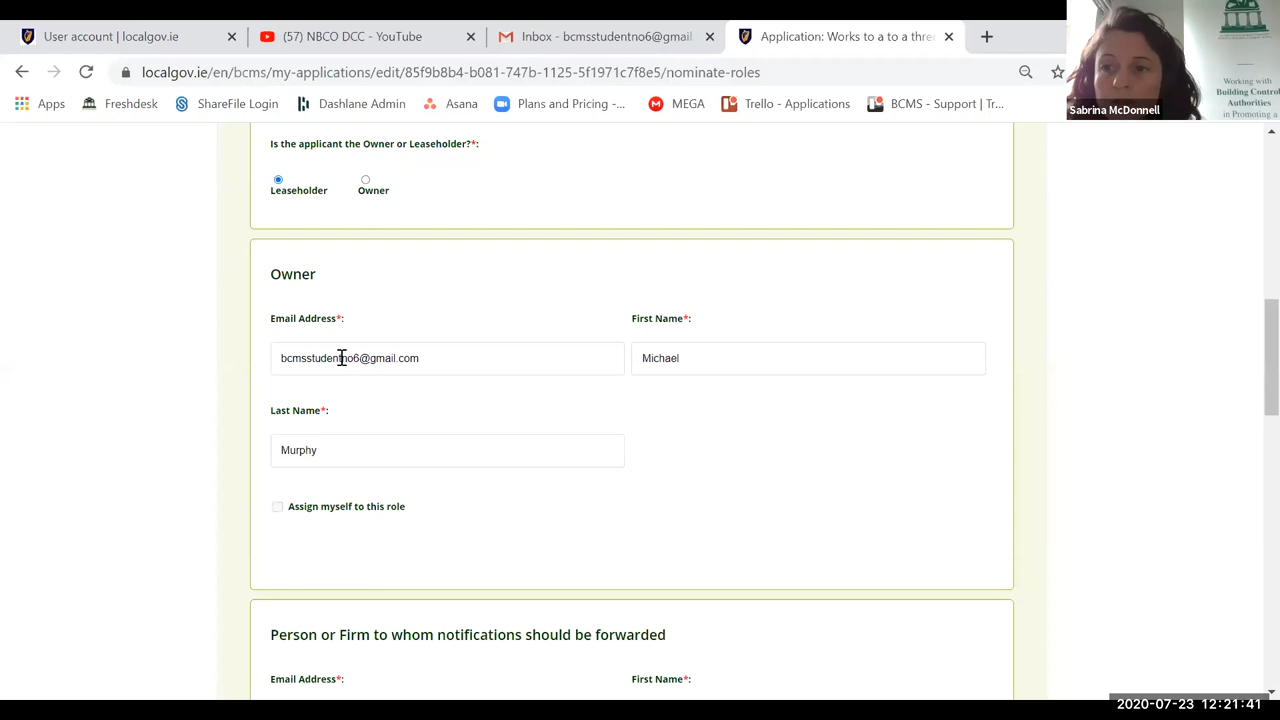 User account | localgov.ie
(57) NBCO DCC - YouTube
Inbox - bcmsstudentno6@gmail
Application: Works to a to a thre
localgov.ie/en/bcms/my-applications/edit/85f9b8b4-b081-747b-1125-5f1971c7f8e5/nominate-roles
Apps
Freshdesk
ShareFile Login
Dashlane Admin
Asana
Plans and Pricing -...
MEGA
Trello - Applications
BCMS - Support | Tr...
Working with
Building Control
Authorities
in Promoting a
Sabrina McDonnell
Is the applicant the Owner or Leaseholder?*:
Leaseholder
Owner
Owner
Email Address*:
First Name*:
bcmsstudentno6@gmail.com
Michael
Last Name*:
Murphy
Assign myself to this role
Person or Firm to whom notifications should be forwarded
Email Address*:
First Name*:
2020-07-23 12:21:41